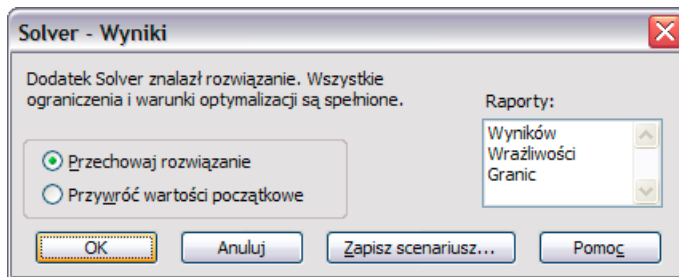 Solver - Wyniki
Dodatek Solver znalazł rozwiązanie. Wszystkie
ograniczenia i warunki optymalizacji są spełnione.
Raporty:
Wyników
Wrażliwości
Granic
Przechowaj rozwiązanie
Przywróć wartości początkowe
OK
Anuluj
Zapisz scenariusz...
Pomoc